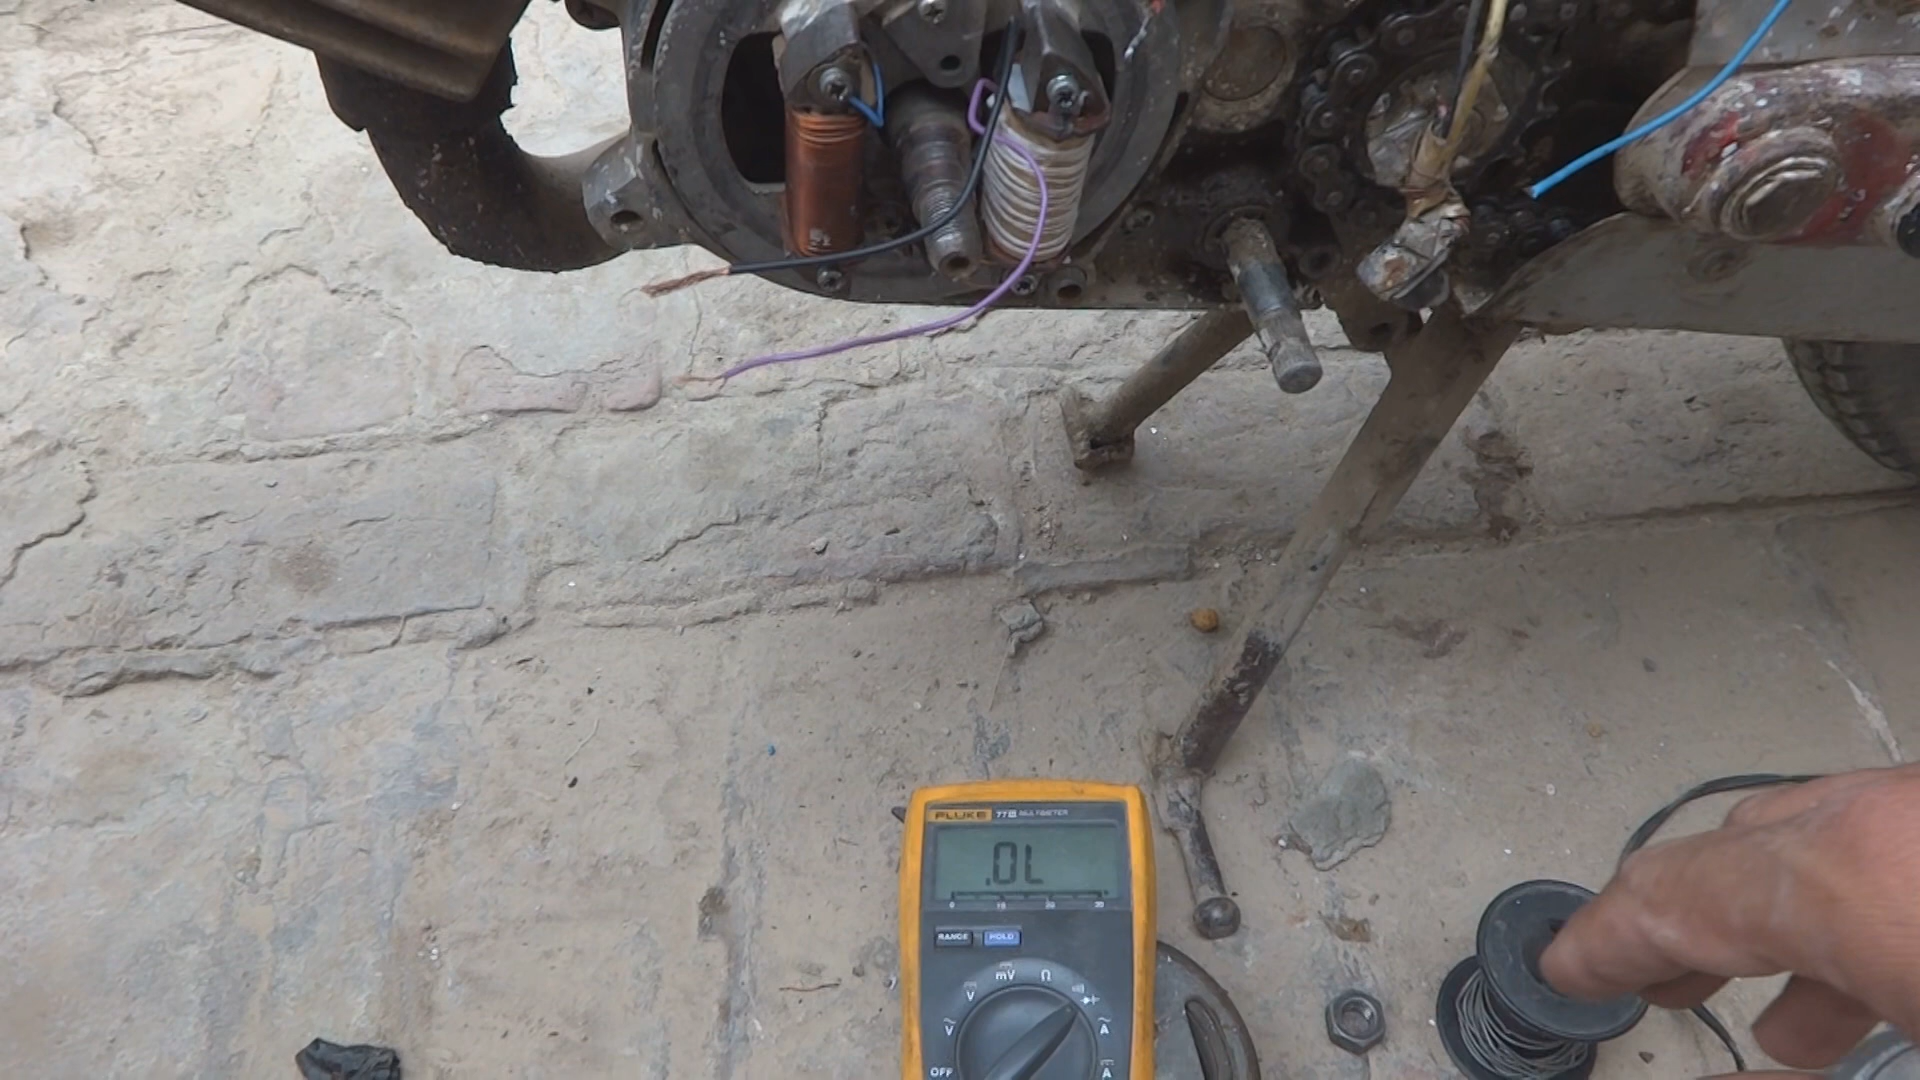 FLUKE 77 III MULTIMETER
.0L
0 10 20 30
RANGE HOLD
mV Ω
V
V A
OFF A